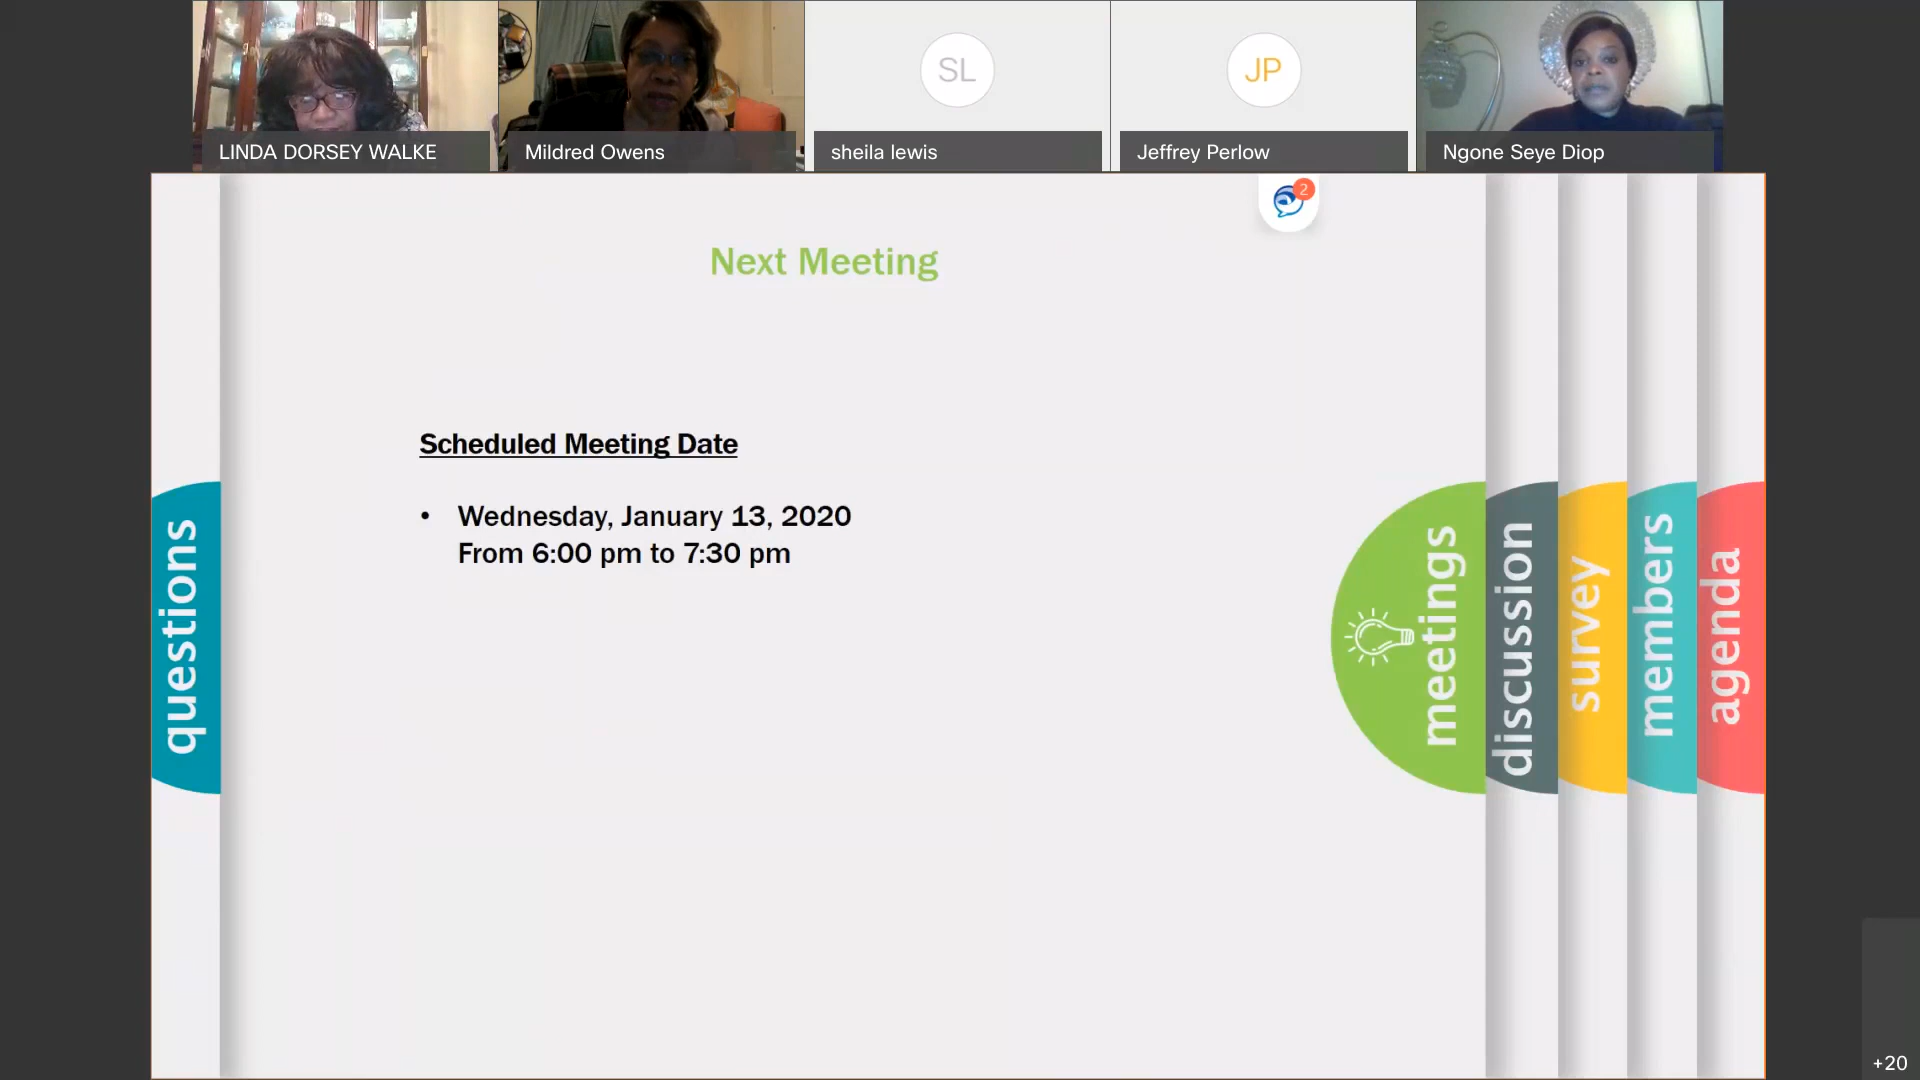 LINDA DORSEY WALKE
Mildred Owens
SL
sheila lewis
JP
Jeffrey Perlow
Ngone Seye Diop
2
Next Meeting
Scheduled Meeting Date
• Wednesday, January 13, 2020
From 6:00 pm to 7:30 pm
questions
meetings
discussion
survey
members
agenda
+20